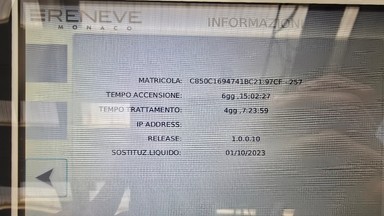 ERENEVE
MONACO
INFORMAZIONI
MATRICOLA: C850C1694741BC21:97CF --257
TEMPO ACCENSIONE: 6gg ,15:02:27
TEMPO TRATTAMENTO: 4gg ,7:23:59
IP ADDRESS:
RELEASE: 1.0.0.10
SOSTITUZ.LIQUIDO: 01/10/2023